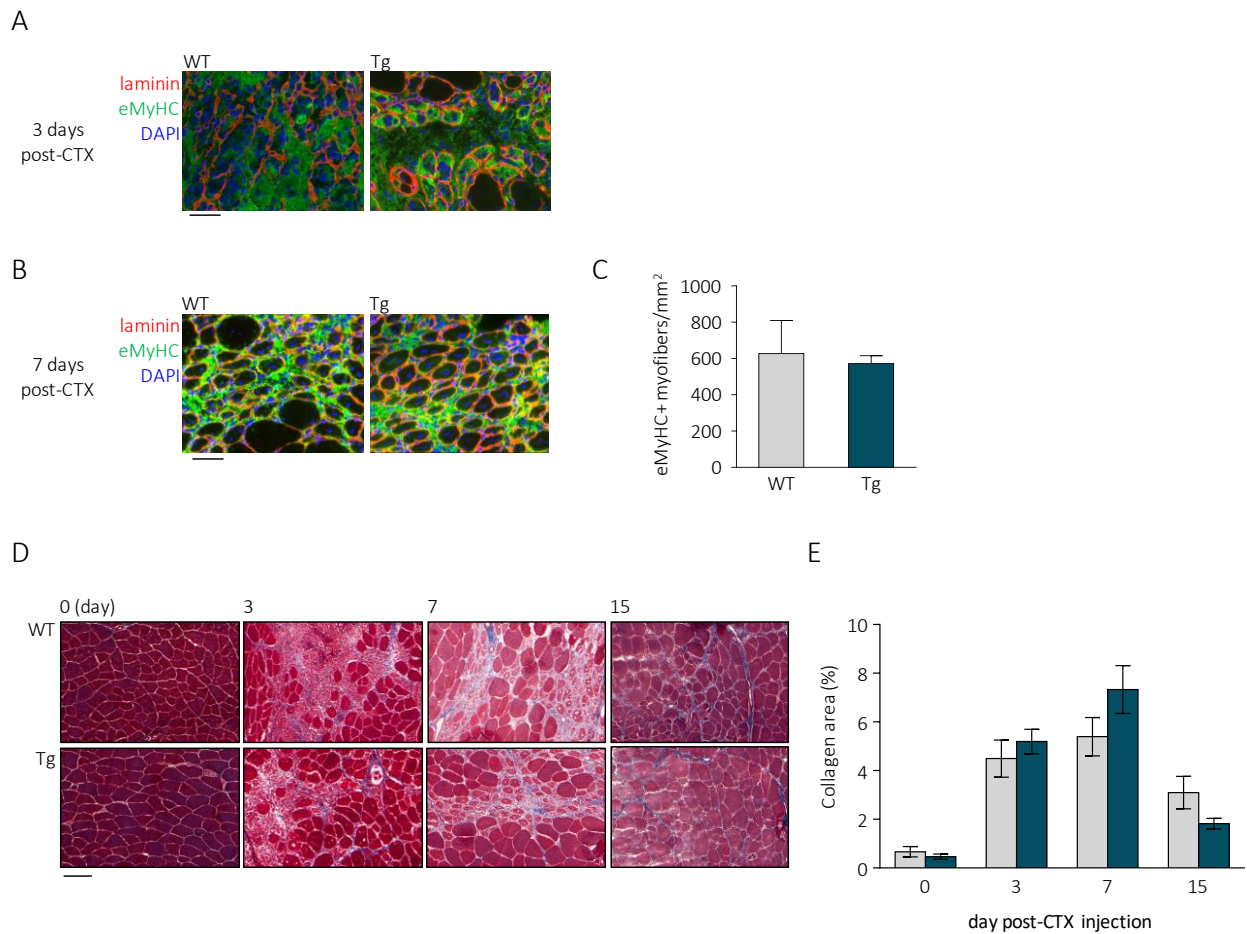 A
WT
Tg
laminin
eMyHC
DAPI
3 days
post-CTX
B
WT
Tg
laminin
eMyHC
DAPI
7 days
post-CTX
C
eMyHC+ myofibers/mm²
1000
800
600
400
200
0
WT
Tg
D
0 (day)
3
7
15
WT
Tg
E
Collagen area (%)
10
8
6
4
2
0
0
3
7
15
day post-CTX injection